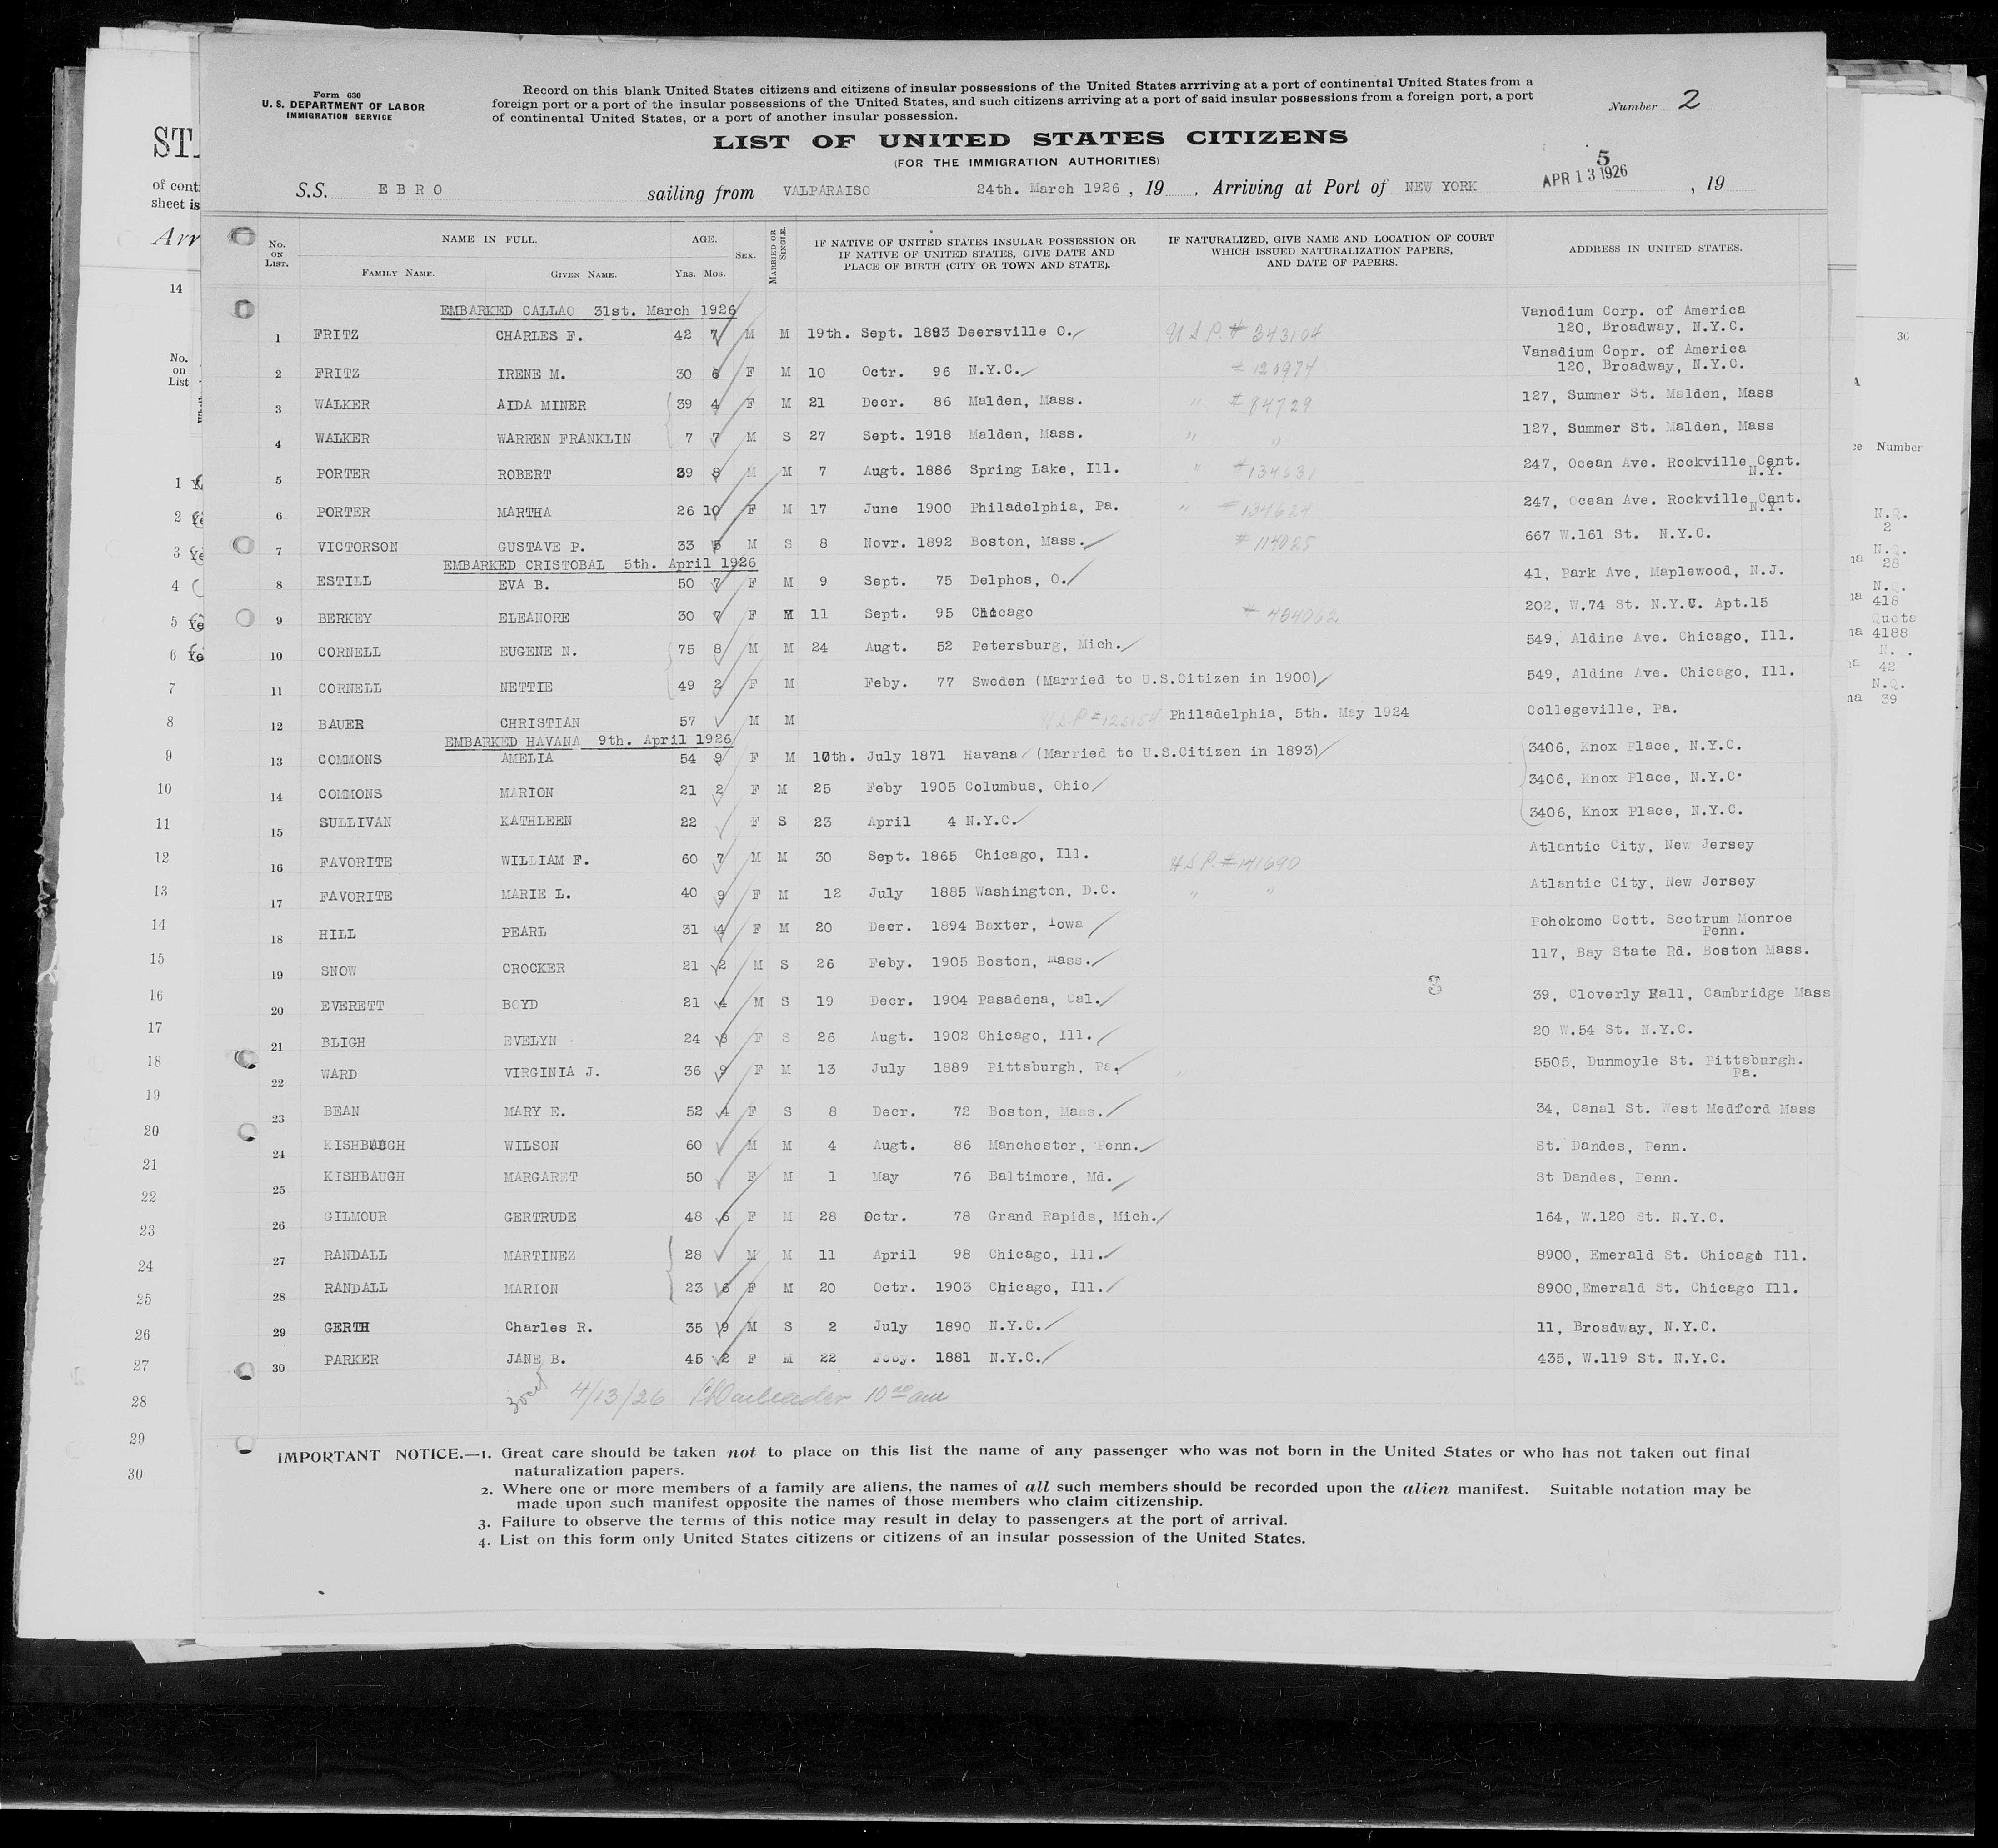 Form 630
U. S. DEPARTMENT OF LABOR
IMMIGRATION SERVICE
Record on this blank United States citizens and citizens of insular possessions of the United States arrriving at a port of continental United States from a
foreign port or a port of the insular possessions of the United States, and such citizens arriving at a port of said insular possessions from a foreign port, a port
of continental United States, or a port of another insular possession.
Number 2
LIST OF UNITED STATES CITIZENS
(FOR THE IMMIGRATION AUTHORITIES)
5
S.S. EBRO sailing from VALPARAISO 24th. March 1926, 19 , Arriving at Port of NEW YORK APR 13 1926 , 19
No. ON LIST. NAME IN FULL. FAMILY NAME. GIVEN NAME. AGE. YRS. MOS. SEX. MARRIED OR SINGLE. IF NATIVE OF UNITED STATES INSULAR POSSESSION OR IF NATIVE OF UNITED STATES, GIVE DATE AND PLACE OF BIRTH (CITY OR TOWN AND STATE). IF NATURALIZED, GIVE NAME AND LOCATION OF COURT WHICH ISSUED NATURALIZATION PAPERS, AND DATE OF PAPERS. ADDRESS IN UNITED STATES.
EMBARKED CALLAO 31st. March 1926
1 FRITZ CHARLES F. 42 7 M M 19th. Sept. 1883 Deersville O. U.S.P. # 343104 Vanodium Corp. of America 120, Broadway, N.Y.C.
2 FRITZ IRENE M. 30 6 F M 10 Octr. 96 N.Y.C. # 120974 Vanadium Copr. of America 120, Broadway, N.Y.C.
3 WALKER AIDA MINER 39 4 F M 21 Decr. 86 Malden, Mass. " # 84729 127, Summer St. Malden, Mass
4 WALKER WARREN FRANKLIN 7 7 M S 27 Sept. 1918 Malden, Mass. " " 127, Summer St. Malden, Mass
5 PORTER ROBERT 39 8 M M 7 Augt. 1886 Spring Lake, Ill. " #134631 247, Ocean Ave. Rockville Cent. N.Y.
6 PORTER MARTHA 26 10 F M 17 June 1900 Philadelphia, Pa. " #134624 247, Ocean Ave. Rockville Cent. N.Y.
7 VICTORSON GUSTAVE P. 33 5 M S 8 Novr. 1892 Boston, Mass. # 114025 667 W.161 St. N.Y.C.
EMBARKED CRISTOBAL 5th. April 1926
8 ESTILL EVA B. 50 7 F M 9 Sept. 75 Delphos, O. 41, Park Ave, Maplewood, N.J.
9 BERKEY ELEANORE 30 7 F M 11 Sept. 95 Chicago # 404062 202, W.74 St. N.Y.C. Apt.15
10 CORNELL EUGENE N. 75 8 M M 24 Augt. 52 Petersburg, Mich. 549, Aldine Ave. Chicago, Ill.
11 CORNELL NETTIE 49 2 F M Feby. 77 Sweden (Married to U.S.Citizen in 1900) 549, Aldine Ave. Chicago, Ill.
12 BAUER CHRISTIAN 57 M M U.S.P #123154 Philadelphia, 5th. May 1924 Collegeville, Pa.
EMBARKED HAVANA 9th. April 1926
13 COMMONS AMELIA 54 9 F M 10th. July 1871 Havana (Married to U.S.Citizen in 1893) 3406, Knox Place, N.Y.C.
14 COMMONS MARION 21 2 F M 25 Feby 1905 Columbus, Ohio 3406, Knox Place, N.Y.C.
15 SULLIVAN KATHLEEN 22 F S 23 April 4 N.Y.C. 3406, Knox Place, N.Y.C.
16 FAVORITE WILLIAM F. 60 7 M M 30 Sept. 1865 Chicago, Ill. U.S.P. #141690 Atlantic City, New Jersey
17 FAVORITE MARIE L. 40 9 F M 12 July 1885 Washington, D.C. " " Atlantic City, New Jersey
18 HILL PEARL 31 4 F M 20 Decr. 1894 Baxter, Iowa Pohokomo Cott. Scotrum Monroe Penn.
19 SNOW CROCKER 21 2 M S 26 Feby. 1905 Boston, Mass. 117, Bay State Rd. Boston Mass.
3
20 EVERETT BOYD 21 4 M S 19 Decr. 1904 Pasadena, Cal. 39, Cloverly Hall, Cambridge Mass
21 BLIGH EVELYN 24 8 F S 26 Augt. 1902 Chicago, Ill. 20 W.54 St. N.Y.C.
22 WARD VIRGINIA J. 36 9 F M 13 July 1889 Pittsburgh, Pa. 5505, Dunmoyle St. Pittsburgh. Pa.
23 BEAN MARY E. 52 4 F S 8 Decr. 72 Boston, Mass. 34, Canal St. West Medford Mass
24 KISHBAUGH WILSON 60 M M 4 Augt. 86 Manchester, Penn. St. Dandes, Penn.
25 KISHBAUGH MARGARET 50 F M 1 May 76 Baltimore, Md. St Dandes, Penn.
26 GILMOUR GERTRUDE 48 6 F M 28 Octr. 78 Grand Rapids, Mich. 164, W.120 St. N.Y.C.
27 RANDALL MARTINEZ 28 M M 11 April 98 Chicago, Ill. 8900, Emerald St. Chicago Ill.
28 RANDALL MARION 23 6 F M 20 Octr. 1903 Chicago, Ill. 8900,Emerald St. Chicago Ill.
29 GERTH Charles R. 35 9 M S 2 July 1890 N.Y.C. 11, Broadway, N.Y.C.
30 PARKER JANE B. 45 2 F M 22 Feby. 1881 N.Y.C. 435, W.119 St. N.Y.C.
4/13/26 10 00 am
IMPORTANT NOTICE.—1. Great care should be taken not to place on this list the name of any passenger who was not born in the United States or who has not taken out final
naturalization papers.
2. Where one or more members of a family are aliens, the names of all such members should be recorded upon the alien manifest. Suitable notation may be
made upon such manifest opposite the names of those members who claim citizenship.
3. Failure to observe the terms of this notice may result in delay to passengers at the port of arrival.
4. List on this form only United States citizens or citizens of an insular possession of the United States.